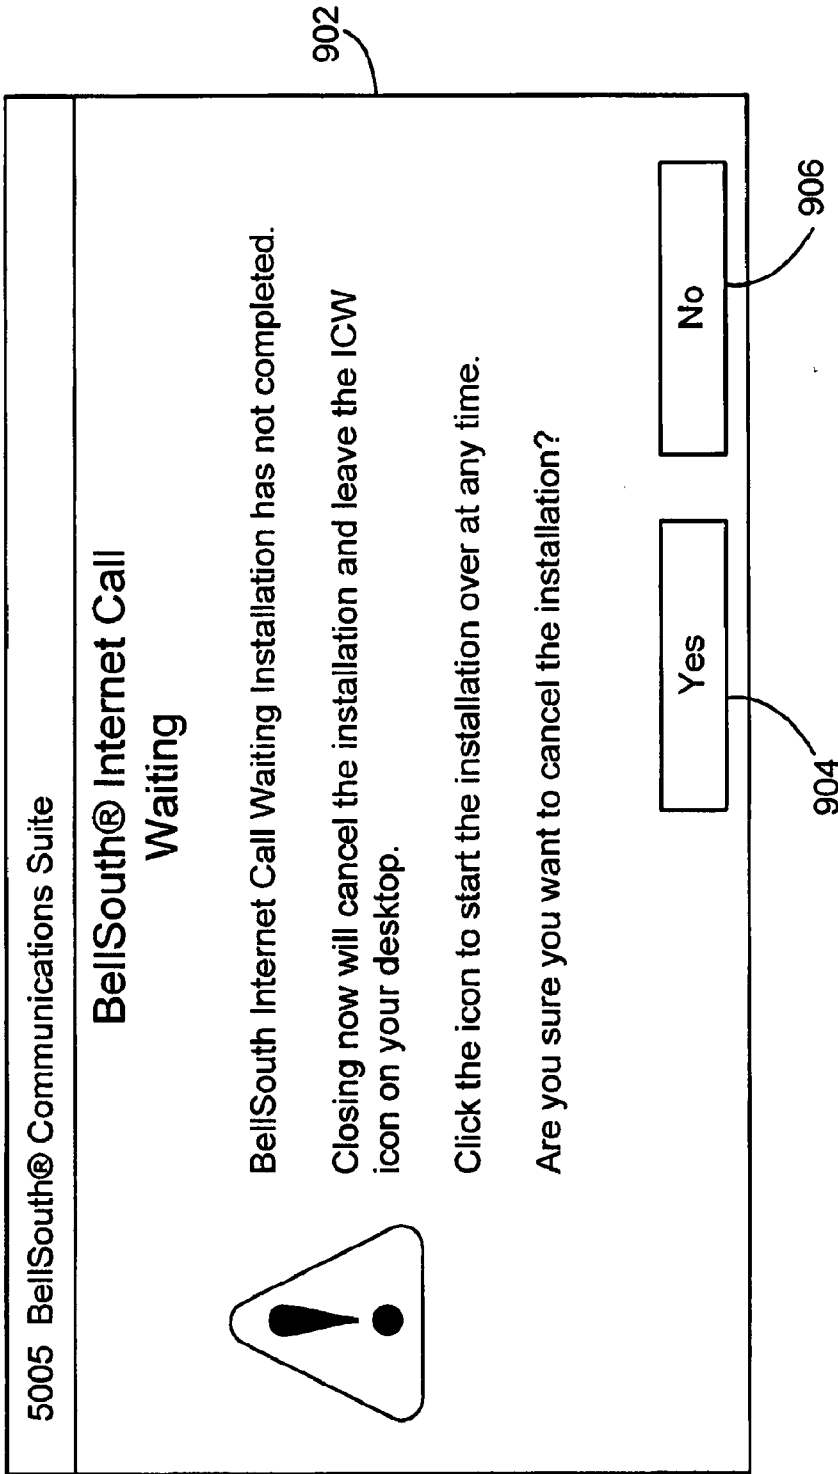 5005 BellSouth® Communications Suite
BellSouth® Internet Call
Waiting
BellSouth Internet Call Waiting Installation has not completed.
Closing now will cancel the installation and leave the ICW
icon on your desktop.
Click the icon to start the installation over at any time.
Are you sure you want to cancel the installation?
Yes
No
902
904
906